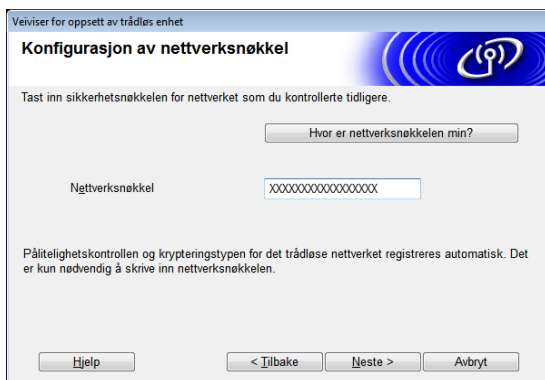 Veiviser for oppsett av trådløs enhet
Konfigurasjon av nettverksnøkkel
Tast inn sikkerhetsnøkkelen for nettverket som du kontrollerte tidligere.
Hvor er nettverksnøkkelen min?
Nettverksnøkkel
XXXXXXXXXXXXXXXXX
Pålitelighetskontrollen og krypteringstypen for det trådløse nettverket registreres automatisk. Det
er kun nødvendig å skrive inn nettverksnøkkelen.
Hjelp
< Tilbake
Neste >
Avbryt